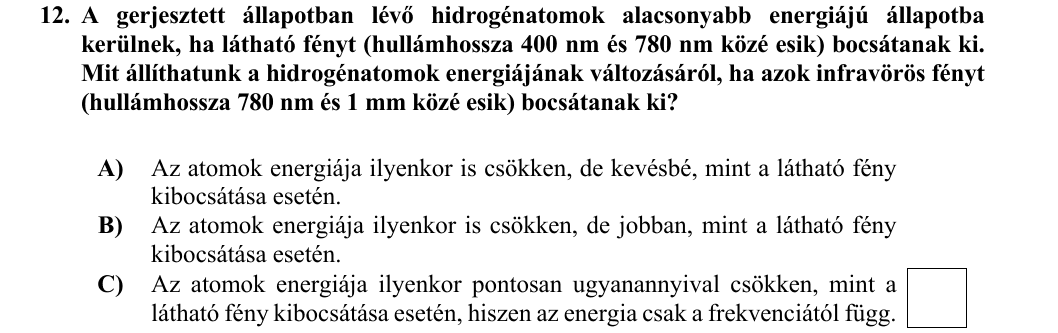 12. A gerjesztett állapotban lévő hidrogénatomok alacsonyabb energiájú állapotba
kerülnek, ha látható fényt (hullámhossza 400 nm és 780 nm közé esik) bocsátanak ki.
Mit állíthatunk a hidrogénatomok energiájának változásáról, ha azok infravörös fényt
(hullámhossza 780 nm és 1 mm közé esik) bocsátanak ki?
A) Az atomok energiája ilyenkor is csökken, de kevésbé, mint a látható fény
kibocsátása esetén.
B) Az atomok energiája ilyenkor is csökken, de jobban, mint a látható fény
kibocsátása esetén.
C) Az atomok energiája ilyenkor pontosan ugyanannyival csökken, mint a
látható fény kibocsátása esetén, hiszen az energia csak a frekvenciától függ.